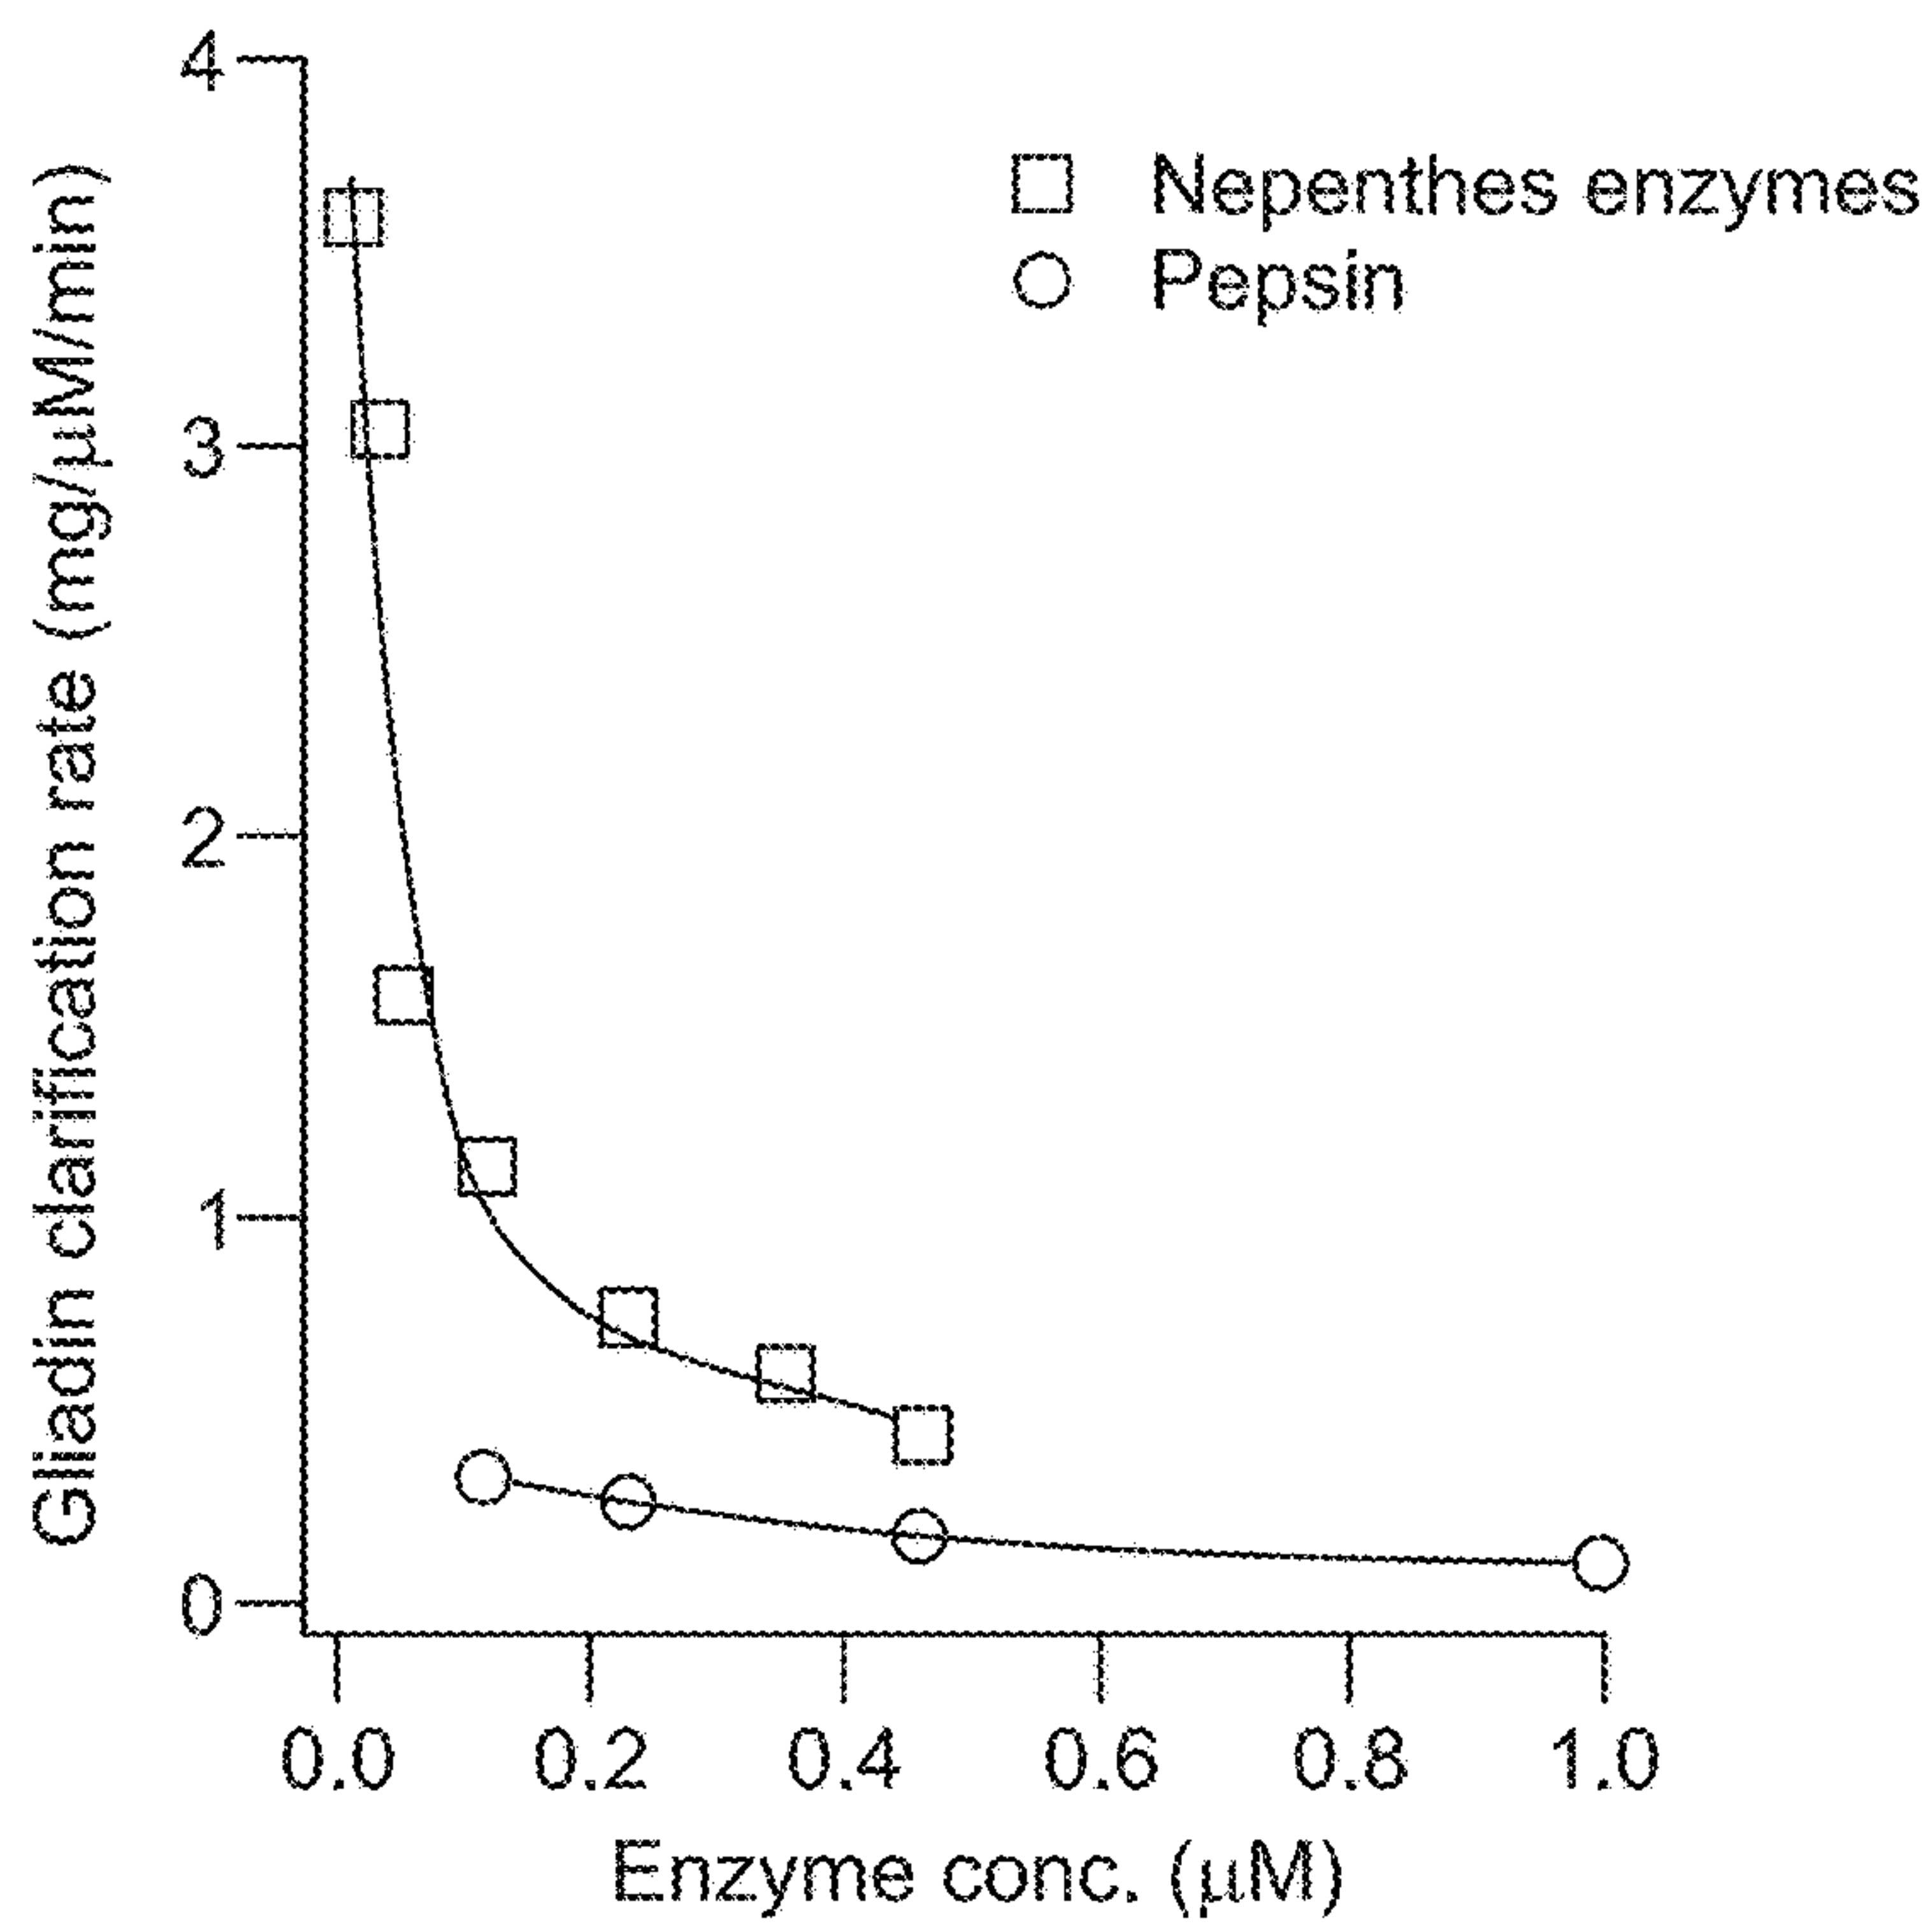 Gliadin clarification rate (mg/µM/min)
4
3
2
1
0
Nepenthes enzymes
Pepsin
0.0 0.2 0.4 0.6 0.8 1.0
Enzyme conc. (µM)